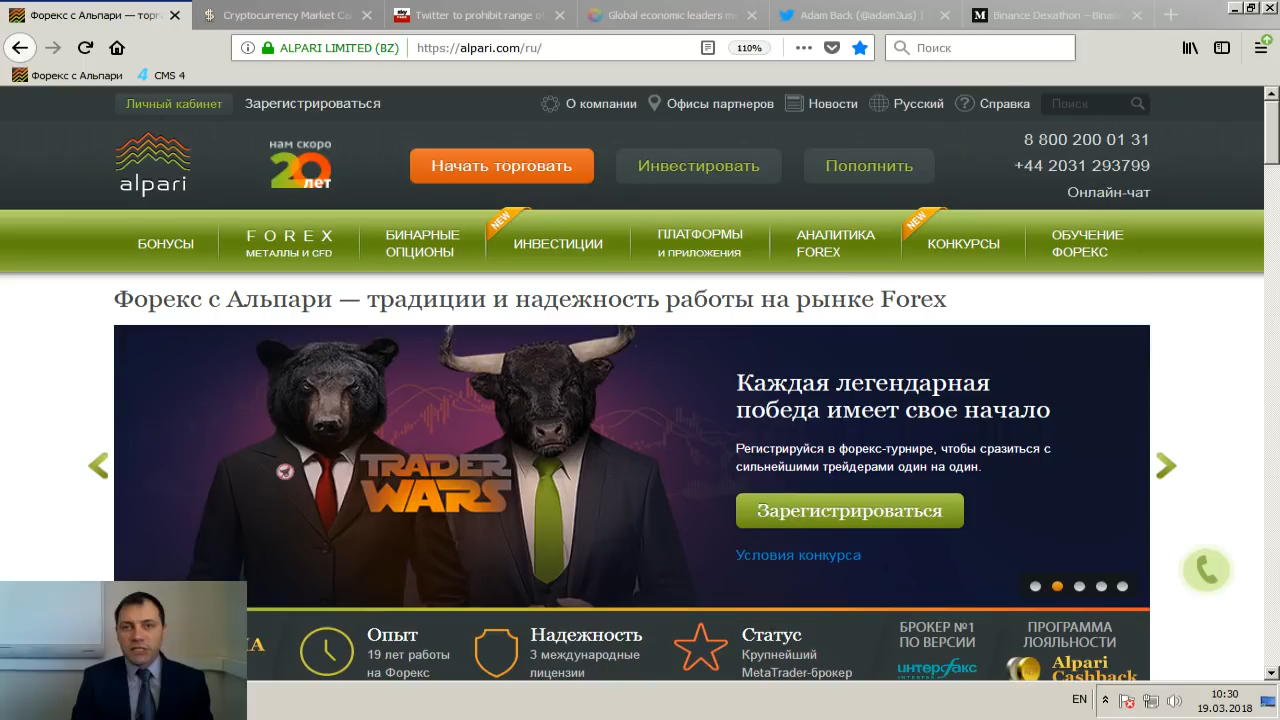 Форекс с Альпари — тор
Cryptocurrency Market Ca
Twitter to prohibit range of
Global economic leaders m
Adam Back (@adam3us) |
Binance Dexathon – Binan
ALPARI LIMITED (BZ)
https://alpari.com/ru/
110%
Поиск
Форекс с Альпари
CMS 4
Личный кабинет
Зарегистрироваться
О компании
Офисы партнеров
Новости
Русский
Справка
Поиск
alpari
нам скоро
20
лет
Начать торговать
Инвестировать
Пополнить
8 800 200 01 31
+44 2031 293799
Онлайн-чат
БОНУСЫ
FOREX
МЕТАЛЛЫ И CFD
БИНАРНЫЕ
ОПЦИОНЫ
NEW
ИНВЕСТИЦИИ
ПЛАТФОРМЫ
И ПРИЛОЖЕНИЯ
АНАЛИТИКА
FOREX
NEW
КОНКУРСЫ
ОБУЧЕНИЕ
ФОРЕКС
Форекс с Альпари — традиции и надежность работы на рынке Forex
TRADER
WARS
Каждая легендарная
победа имеет свое начало
Регистрируйся в форекс-турнире, чтобы сразиться с
сильнейшими трейдерами один на один.
Зарегистрироваться
Условия конкурса
Опыт
19 лет работы
на Форекс
Надежность
3 международные
лицензии
Статус
Крупнейший
MetaTrader-брокер
БРОКЕР №1
ПО ВЕРСИИ
интерфакс
ПРОГРАММА
ЛОЯЛЬНОСТИ
Alpari
Cashback
EN
10:30
19.03.2018